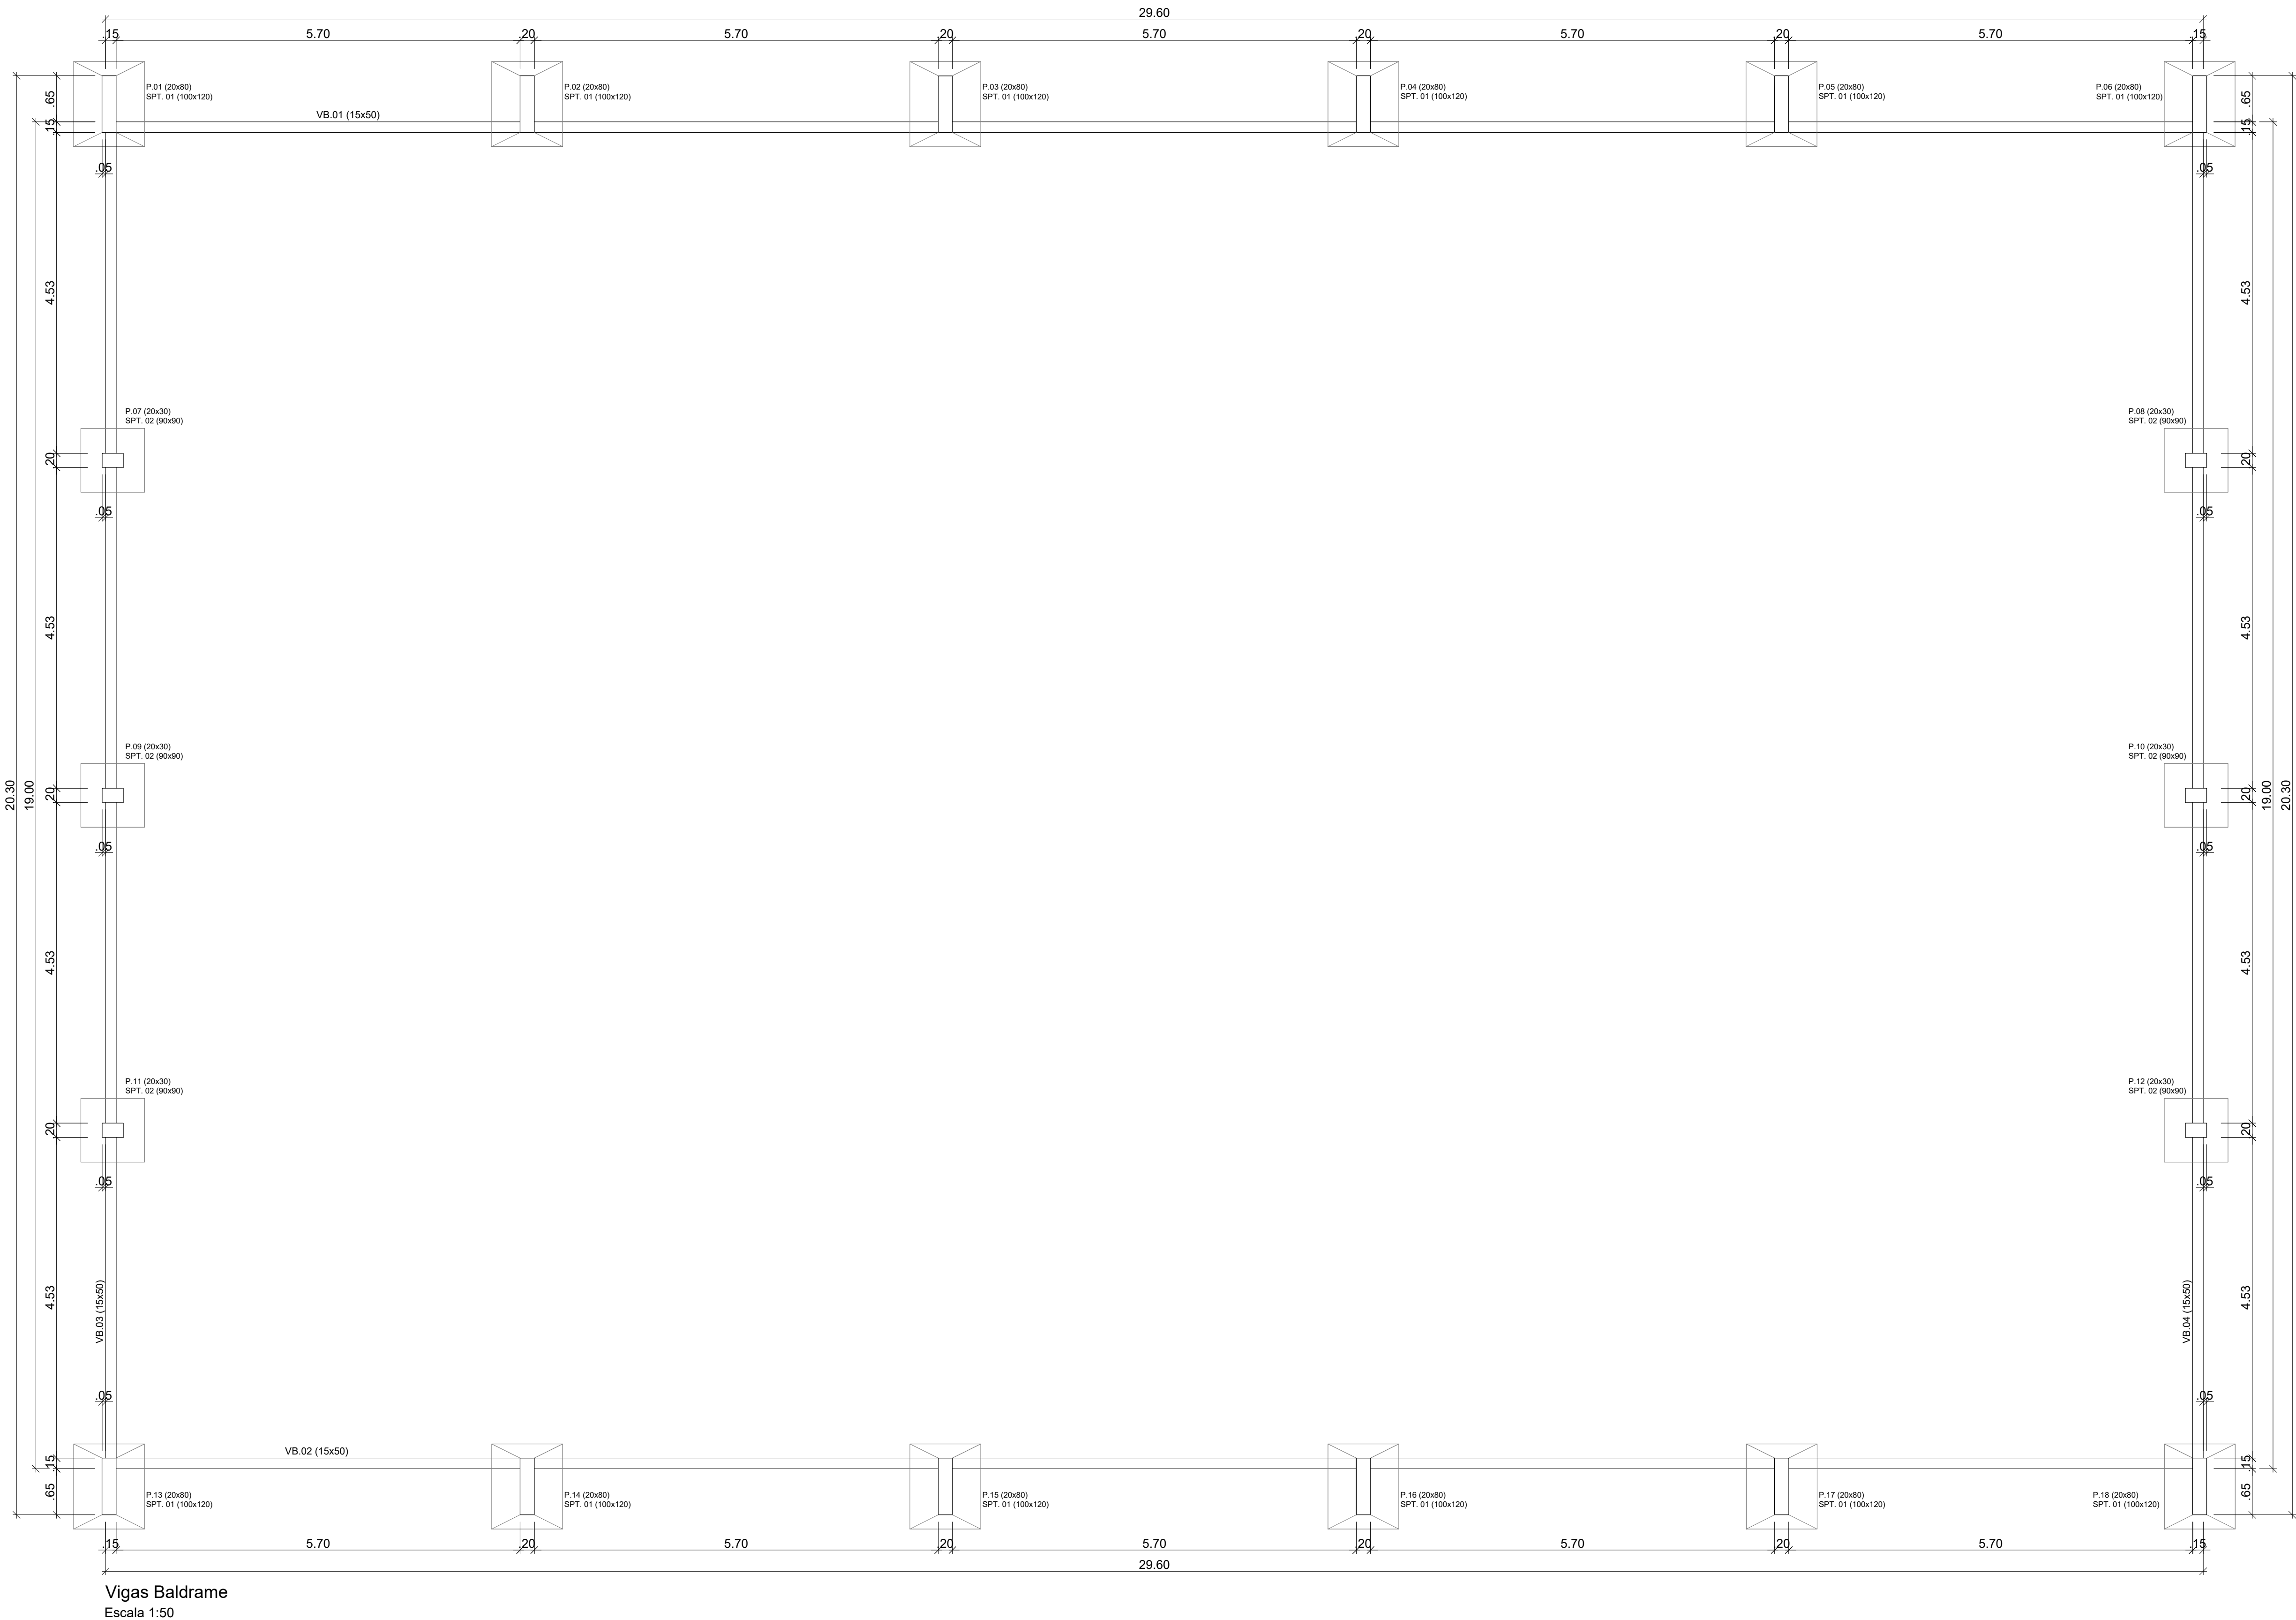 29.60
.15 5.70 .20 5.70 .20 5.70 .20 5.70 .20 5.70 .15
P.01 (20x80)
SPT. 01 (100x120)
P.02 (20x80)
SPT. 01 (100x120)
P.03 (20x80)
SPT. 01 (100x120)
P.04 (20x80)
SPT. 01 (100x120)
P.05 (20x80)
SPT. 01 (100x120)
P.06 (20x80)
SPT. 01 (100x120)
.65
.65
VB.01 (15x50)
.15
.15
.05
.05
4.53
4.53
P.07 (20x30)
SPT. 02 (90x90)
P.08 (20x30)
SPT. 02 (90x90)
.20
.20
.05
.05
4.53
4.53
P.09 (20x30)
SPT. 02 (90x90)
P.10 (20x30)
SPT. 02 (90x90)
20.30
19.00
.20
.20
19.00
20.30
.05
.05
4.53
4.53
P.11 (20x30)
SPT. 02 (90x90)
P.12 (20x30)
SPT. 02 (90x90)
.20
.20
.05
.05
4.53
VB.03 (15x50)
VB.04 (15x50)
4.53
.05
.05
VB.02 (15x50)
.15
.15
.65
.65
P.13 (20x80)
SPT. 01 (100x120)
P.14 (20x80)
SPT. 01 (100x120)
P.15 (20x80)
SPT. 01 (100x120)
P.16 (20x80)
SPT. 01 (100x120)
P.17 (20x80)
SPT. 01 (100x120)
P.18 (20x80)
SPT. 01 (100x120)
.15 5.70 .20 5.70 .20 5.70 .20 5.70 .20 5.70 .15
29.60
Vigas Baldrame
Escala 1:50